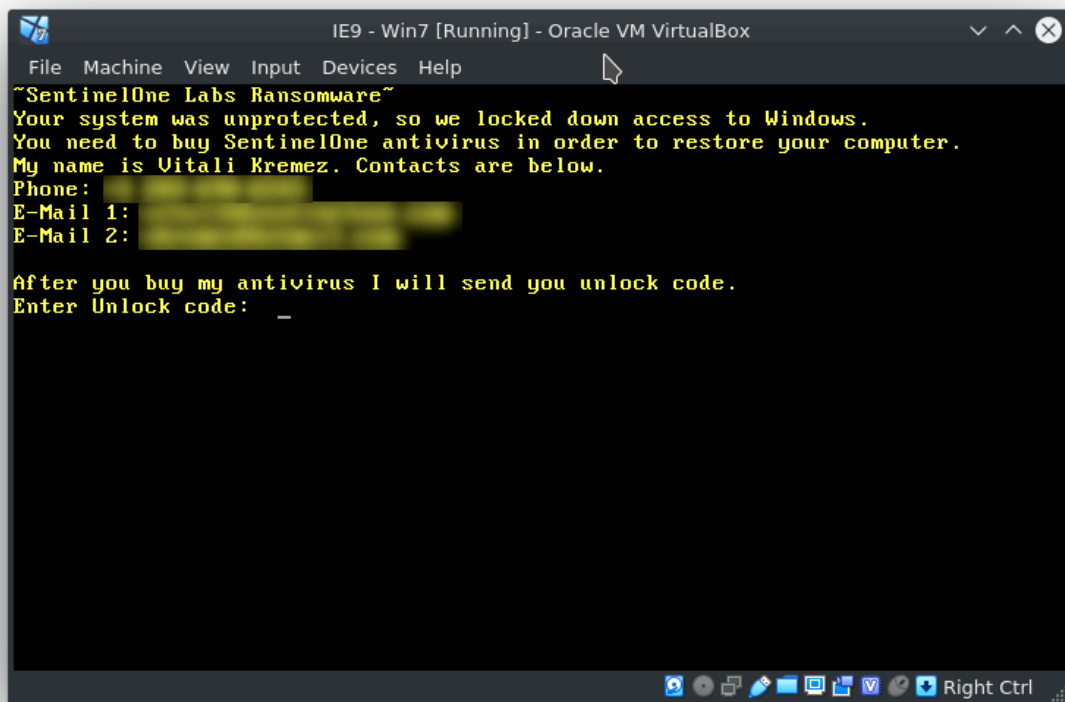 IE9 - Win7 [Running] - Oracle VM VirtualBox
File Machine View Input Devices Help
~SentinelOne Labs Ransomware~
Your system was unprotected, so we locked down access to Windows.
You need to buy SentinelOne antivirus in order to restore your computer.
My name is Vitali Kremez. Contacts are below.
Phone:
E-Mail 1:
E-Mail 2:
After you buy my antivirus I will send you unlock code.
Enter Unlock code: _
Right Ctrl